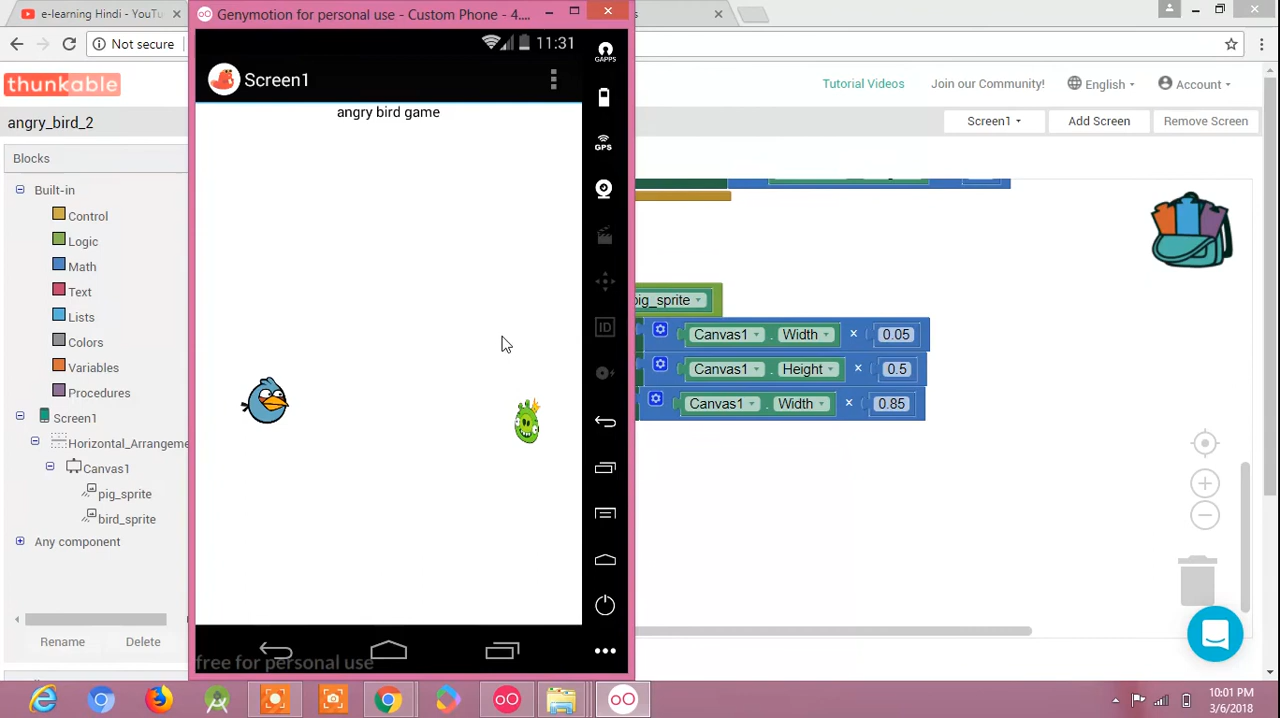 e-learning Hindi - YouTu
Genymotion for personal use - Custom Phone - 4....
Not secure
11:31
GAPPS
thunkable
Screen1
Tutorial Videos
Join our Community!
English
Account
angry_bird_2
angry bird game
Screen1
Add Screen
Remove Screen
GPS
Blocks
Built-in
Control
Logic
Math
Text
Lists
Colors
Variables
Procedures
Screen1
Horizontal_Arrangeme
Canvas1
pig_sprite
bird_sprite
Any component
ID
pig_sprite
Canvas1 . Width × 0.05
Canvas1 . Height × 0.5
Canvas1 . Width × 0.85
Rename
Delete
free for personal use
10:01 PM
3/6/2018